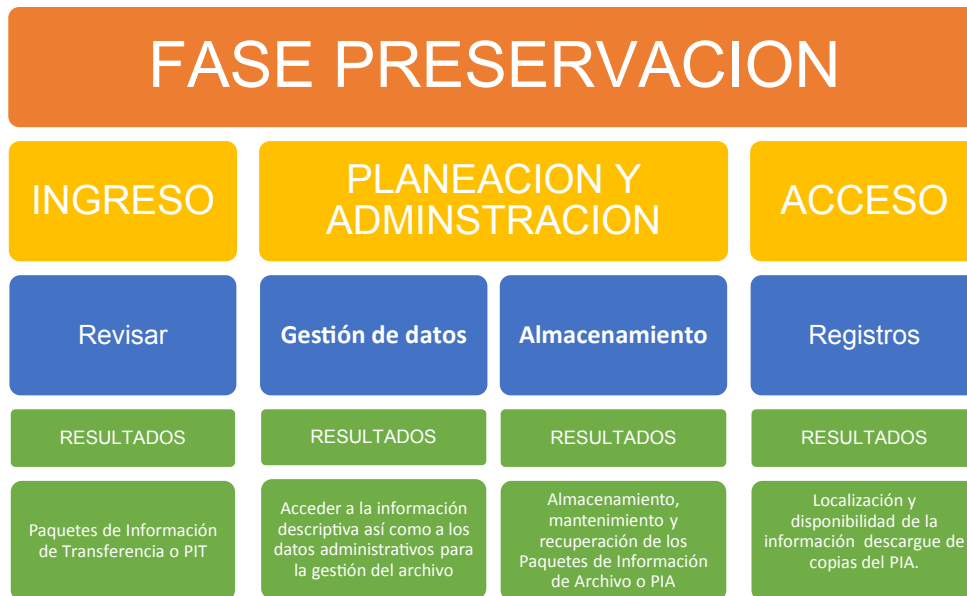 FASE PRESERVACION
INGRESO
PLANEACION Y
ADMINSTRACION
ACCESO
Revisar
Gestión de datos
Almacenamiento
Registros
RESULTADOS
RESULTADOS
RESULTADOS
RESULTADOS
Paquetes de Información
de Transferencia o PIT
Acceder a la información
descriptiva así como a los
datos administrativos para
la gestión del archivo
Almacenamiento,
mantenimiento y
recuperación de los
Paquetes de Información
de Archivo o PIA
Localización y
disponibilidad de la
información descargue de
copias del PIA.